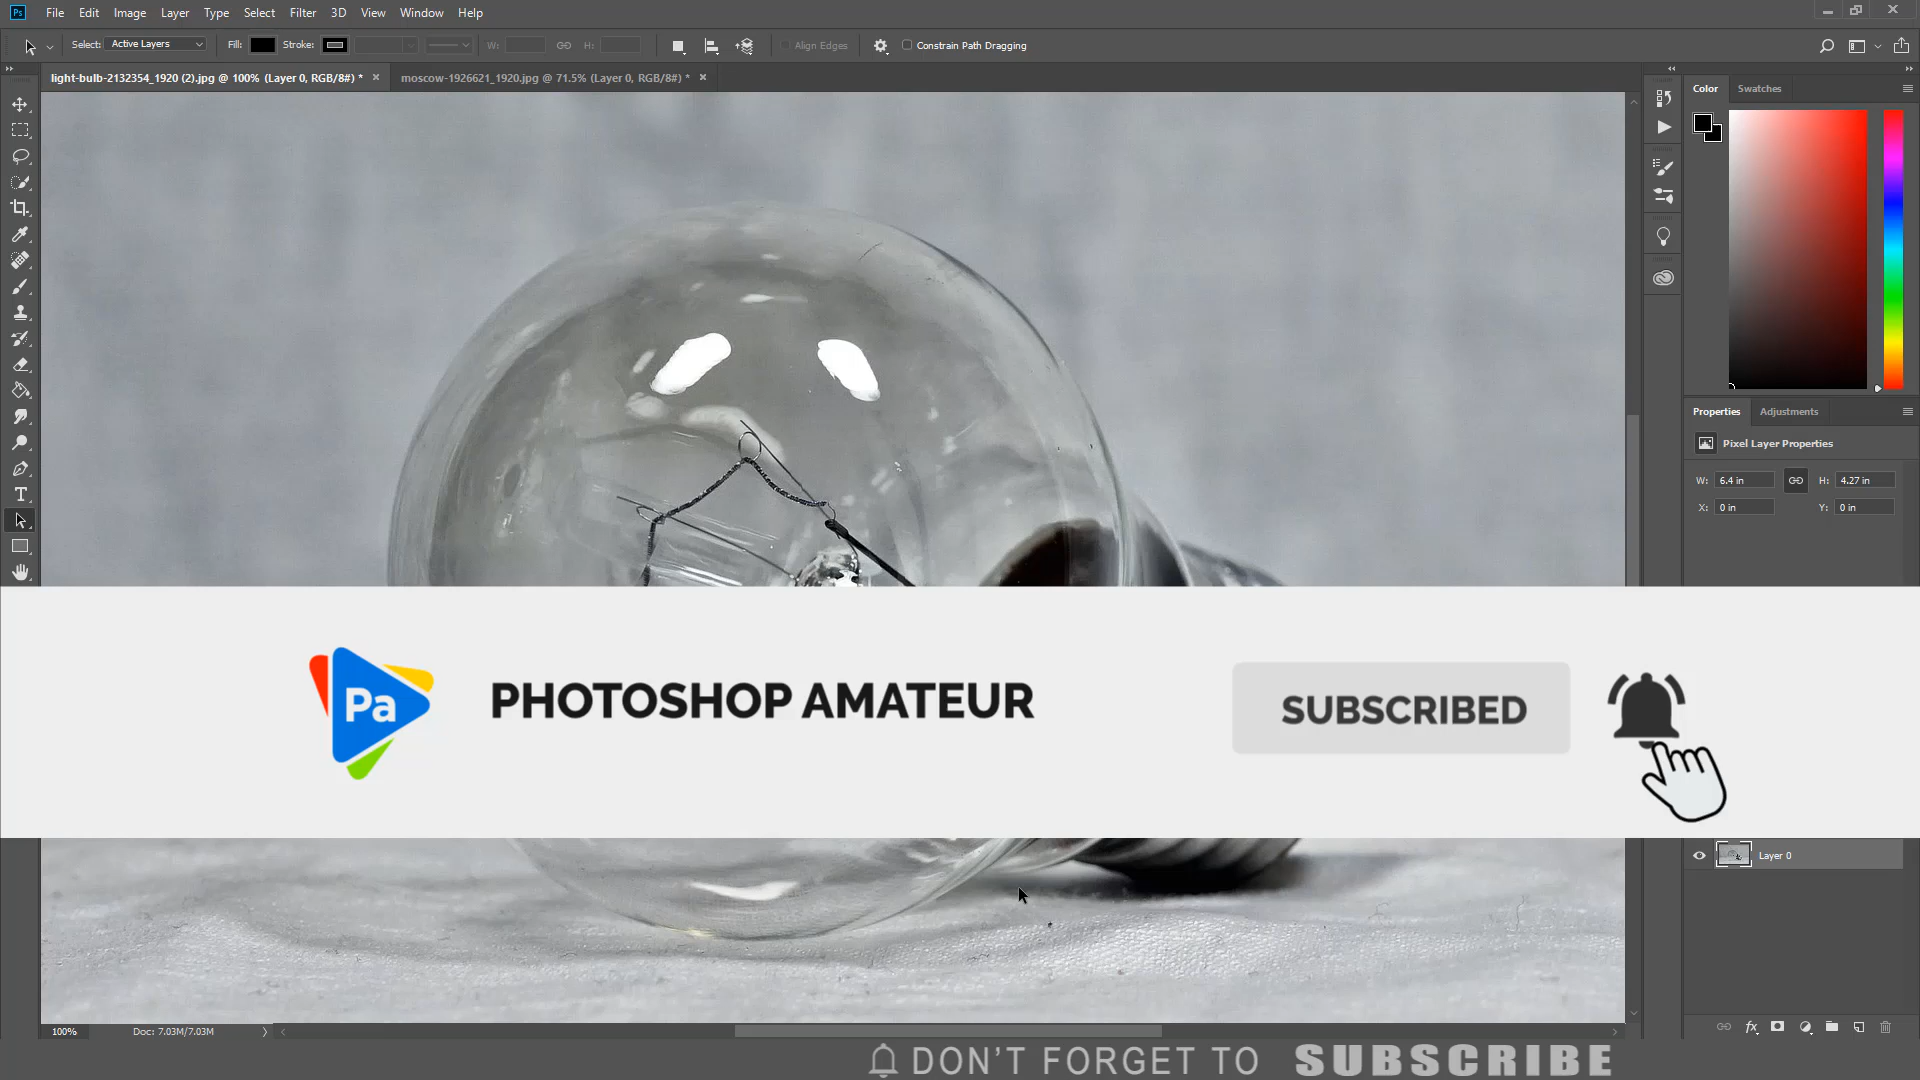 Ps File Edit Image Layer Type Select Filter 3D View Window Help
Select: Active Layers Fill: Stroke: W: H: Align Edges Constrain Path Dragging
light-bulb-2132354_1920 (2).jpg @ 100% (Layer 0, RGB/8#) * × moscow-1926621_1920.jpg @ 71.5% (Layer 0, RGB/8#) * ×
Color Swatches
Properties Adjustments
Pixel Layer Properties
W: 6.4 in H: 4.27 in
X: 0 in Y: 0 in
Pa PHOTOSHOP AMATEUR SUBSCRIBED
Layer 0
100% Doc: 7.03M/7.03M
fx
DON'T FORGET TO SUBSCRIBE